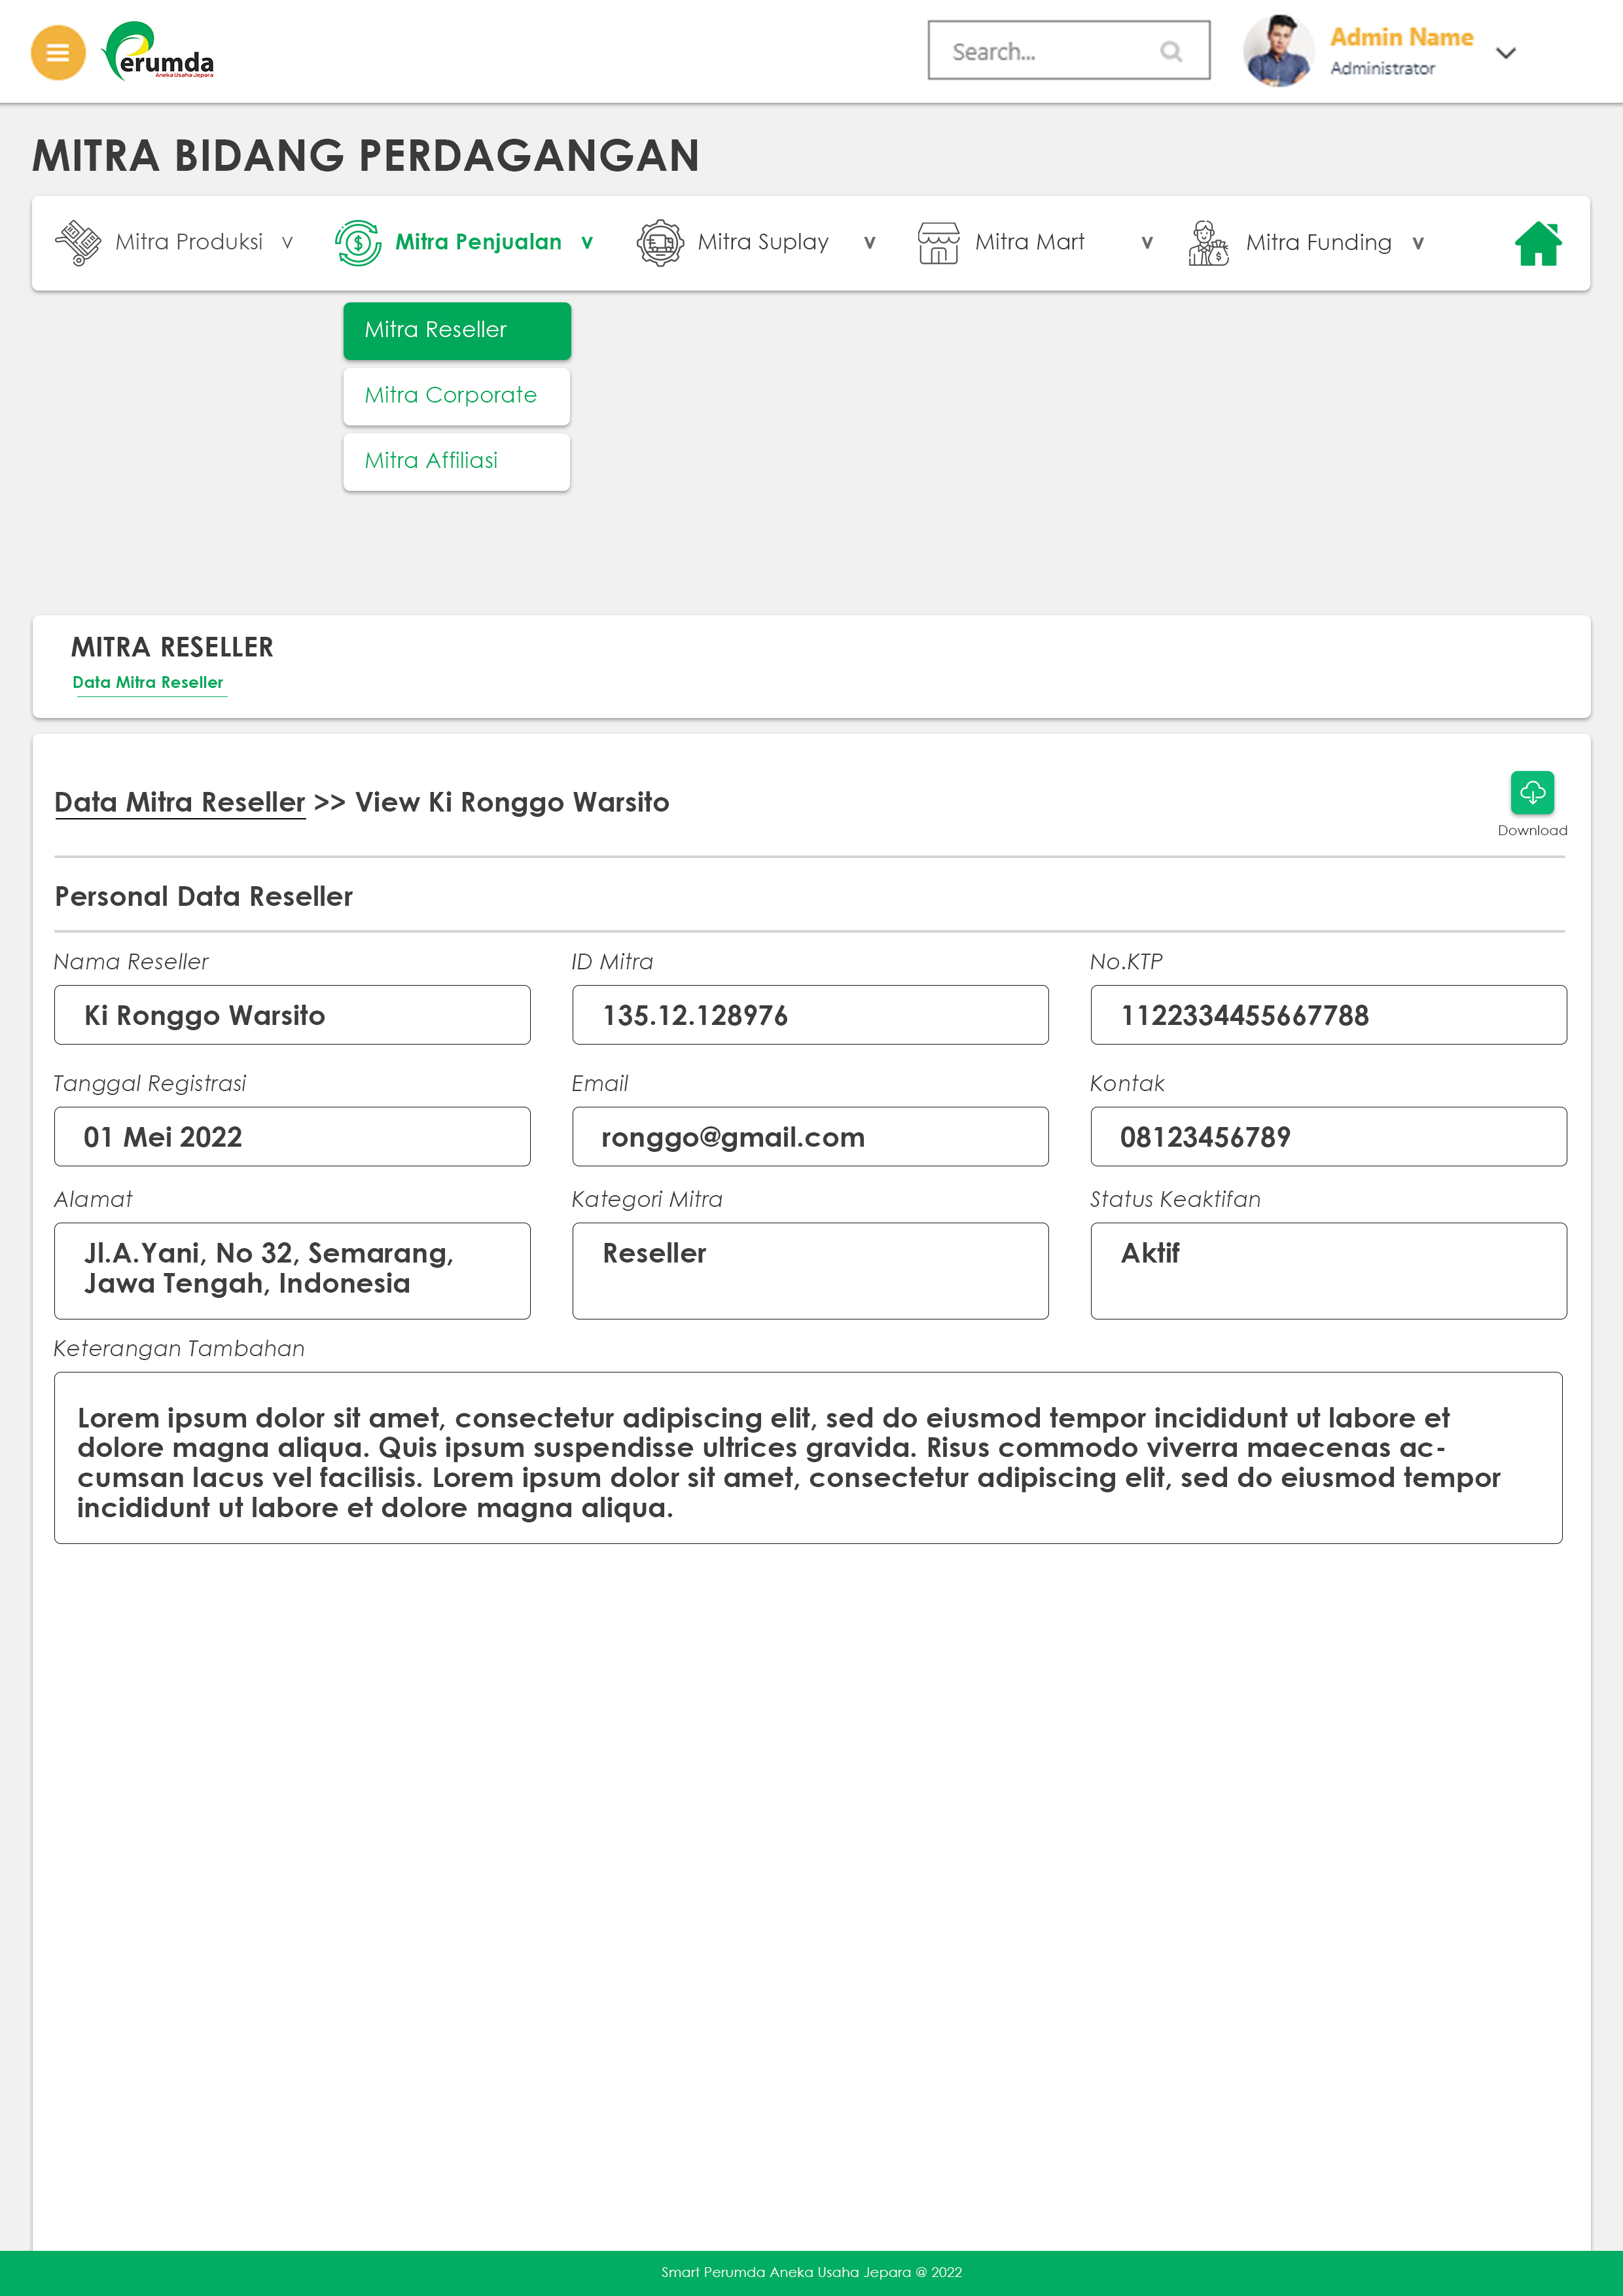 Perumda
Aneka Usaha Jepara
Search...
Admin Name
Administrator
MITRA BIDANG PERDAGANGAN
Mitra Produksi v
Mitra Penjualan v
Mitra Suplay v
Mitra Mart v
Mitra Funding v
Mitra Reseller
Mitra Corporate
Mitra Affiliasi
MITRA RESELLER
Data Mitra Reseller
Data Mitra Reseller >> View Ki Ronggo Warsito
Download
Personal Data Reseller
Nama Reseller
Ki Ronggo Warsito
ID Mitra
135.12.128976
No.KTP
1122334455667788
Tanggal Registrasi
01 Mei 2022
Email
ronggo@gmail.com
Kontak
08123456789
Alamat
Jl.A.Yani, No 32, Semarang,
Jawa Tengah, Indonesia
Kategori Mitra
Reseller
Status Keaktifan
Aktif
Keterangan Tambahan
Lorem ipsum dolor sit amet, consectetur adipiscing elit, sed do eiusmod tempor incididunt ut labore et
dolore magna aliqua. Quis ipsum suspendisse ultrices gravida. Risus commodo viverra maecenas ac-
cumsan lacus vel facilisis. Lorem ipsum dolor sit amet, consectetur adipiscing elit, sed do eiusmod tempor
incididunt ut labore et dolore magna aliqua.
Smart Perumda Aneka Usaha Jepara @ 2022